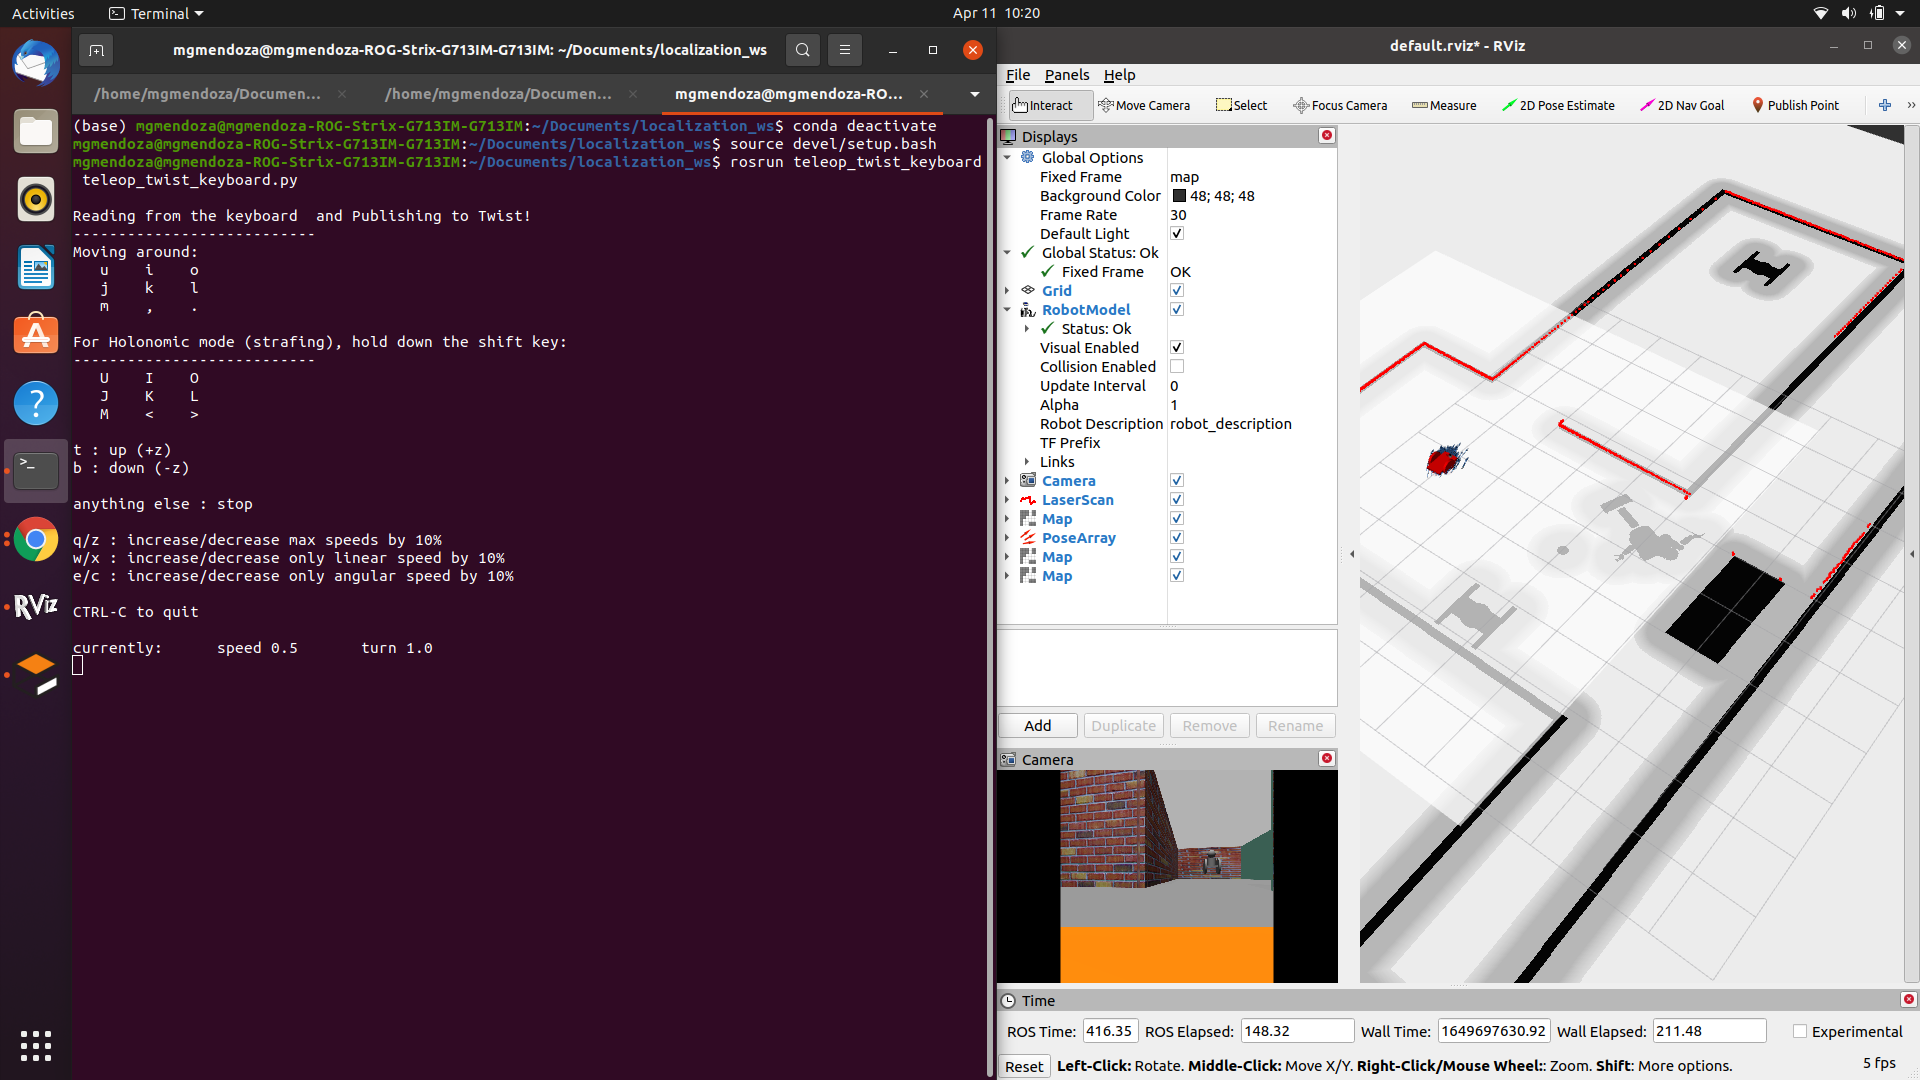 Activities
Terminal
Apr 11 10:20
mgmendoza@mgmendoza-ROG-Strix-G713IM-G713IM: ~/Documents/localization_ws
/home/mgmendoza/Documen...
/home/mgmendoza/Documen...
mgmendoza@mgmendoza-RO...
(base) mgmendoza@mgmendoza-ROG-Strix-G713IM-G713IM:~/Documents/localization_ws$ conda deactivate
mgmendoza@mgmendoza-ROG-Strix-G713IM-G713IM:~/Documents/localization_ws$ source devel/setup.bash
mgmendoza@mgmendoza-ROG-Strix-G713IM-G713IM:~/Documents/localization_ws$ rosrun teleop_twist_keyboard
teleop_twist_keyboard.py
Reading from the keyboard  and Publishing to Twist!
---------------------------
Moving around:
u i o
j k l
m , .
For Holonomic mode (strafing), hold down the shift key:
---------------------------
U I O
J K L
M < >
t : up (+z)
b : down (-z)
anything else : stop
q/z : increase/decrease max speeds by 10%
w/x : increase/decrease only linear speed by 10%
e/c : increase/decrease only angular speed by 10%
CTRL-C to quit
currently: speed 0.5 turn 1.0
RViz
default.rviz* - RViz
File Panels Help
Interact
Move Camera
Select
Focus Camera
Measure
2D Pose Estimate
2D Nav Goal
Publish Point
Displays
Global Options
Fixed Frame map
Background Color 48; 48; 48
Frame Rate 30
Default Light
Global Status: Ok
Fixed Frame OK
Grid
RobotModel
Status: Ok
Visual Enabled
Collision Enabled
Update Interval 0
Alpha 1
Robot Description robot_description
TF Prefix
Links
Camera
LaserScan
Map
PoseArray
Map
Map
Add Duplicate Remove Rename
Camera
Time
ROS Time: 416.35 ROS Elapsed: 148.32 Wall Time: 1649697630.92 Wall Elapsed: 211.48 Experimental
Reset Left-Click: Rotate. Middle-Click: Move X/Y. Right-Click/Mouse Wheel:: Zoom. Shift: More options. 5 fps